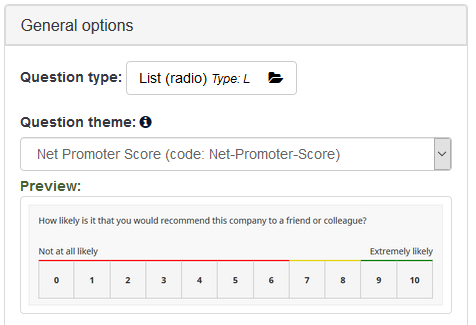 General options
Question type: List (radio) Type: L
Question theme:
Net Promoter Score (code: Net-Promoter-Score)
Preview:
How likely is it that you would recommend this company to a friend or colleague?
Not at all likely Extremely likely
0 1 2 3 4 5 6 7 8 9 10